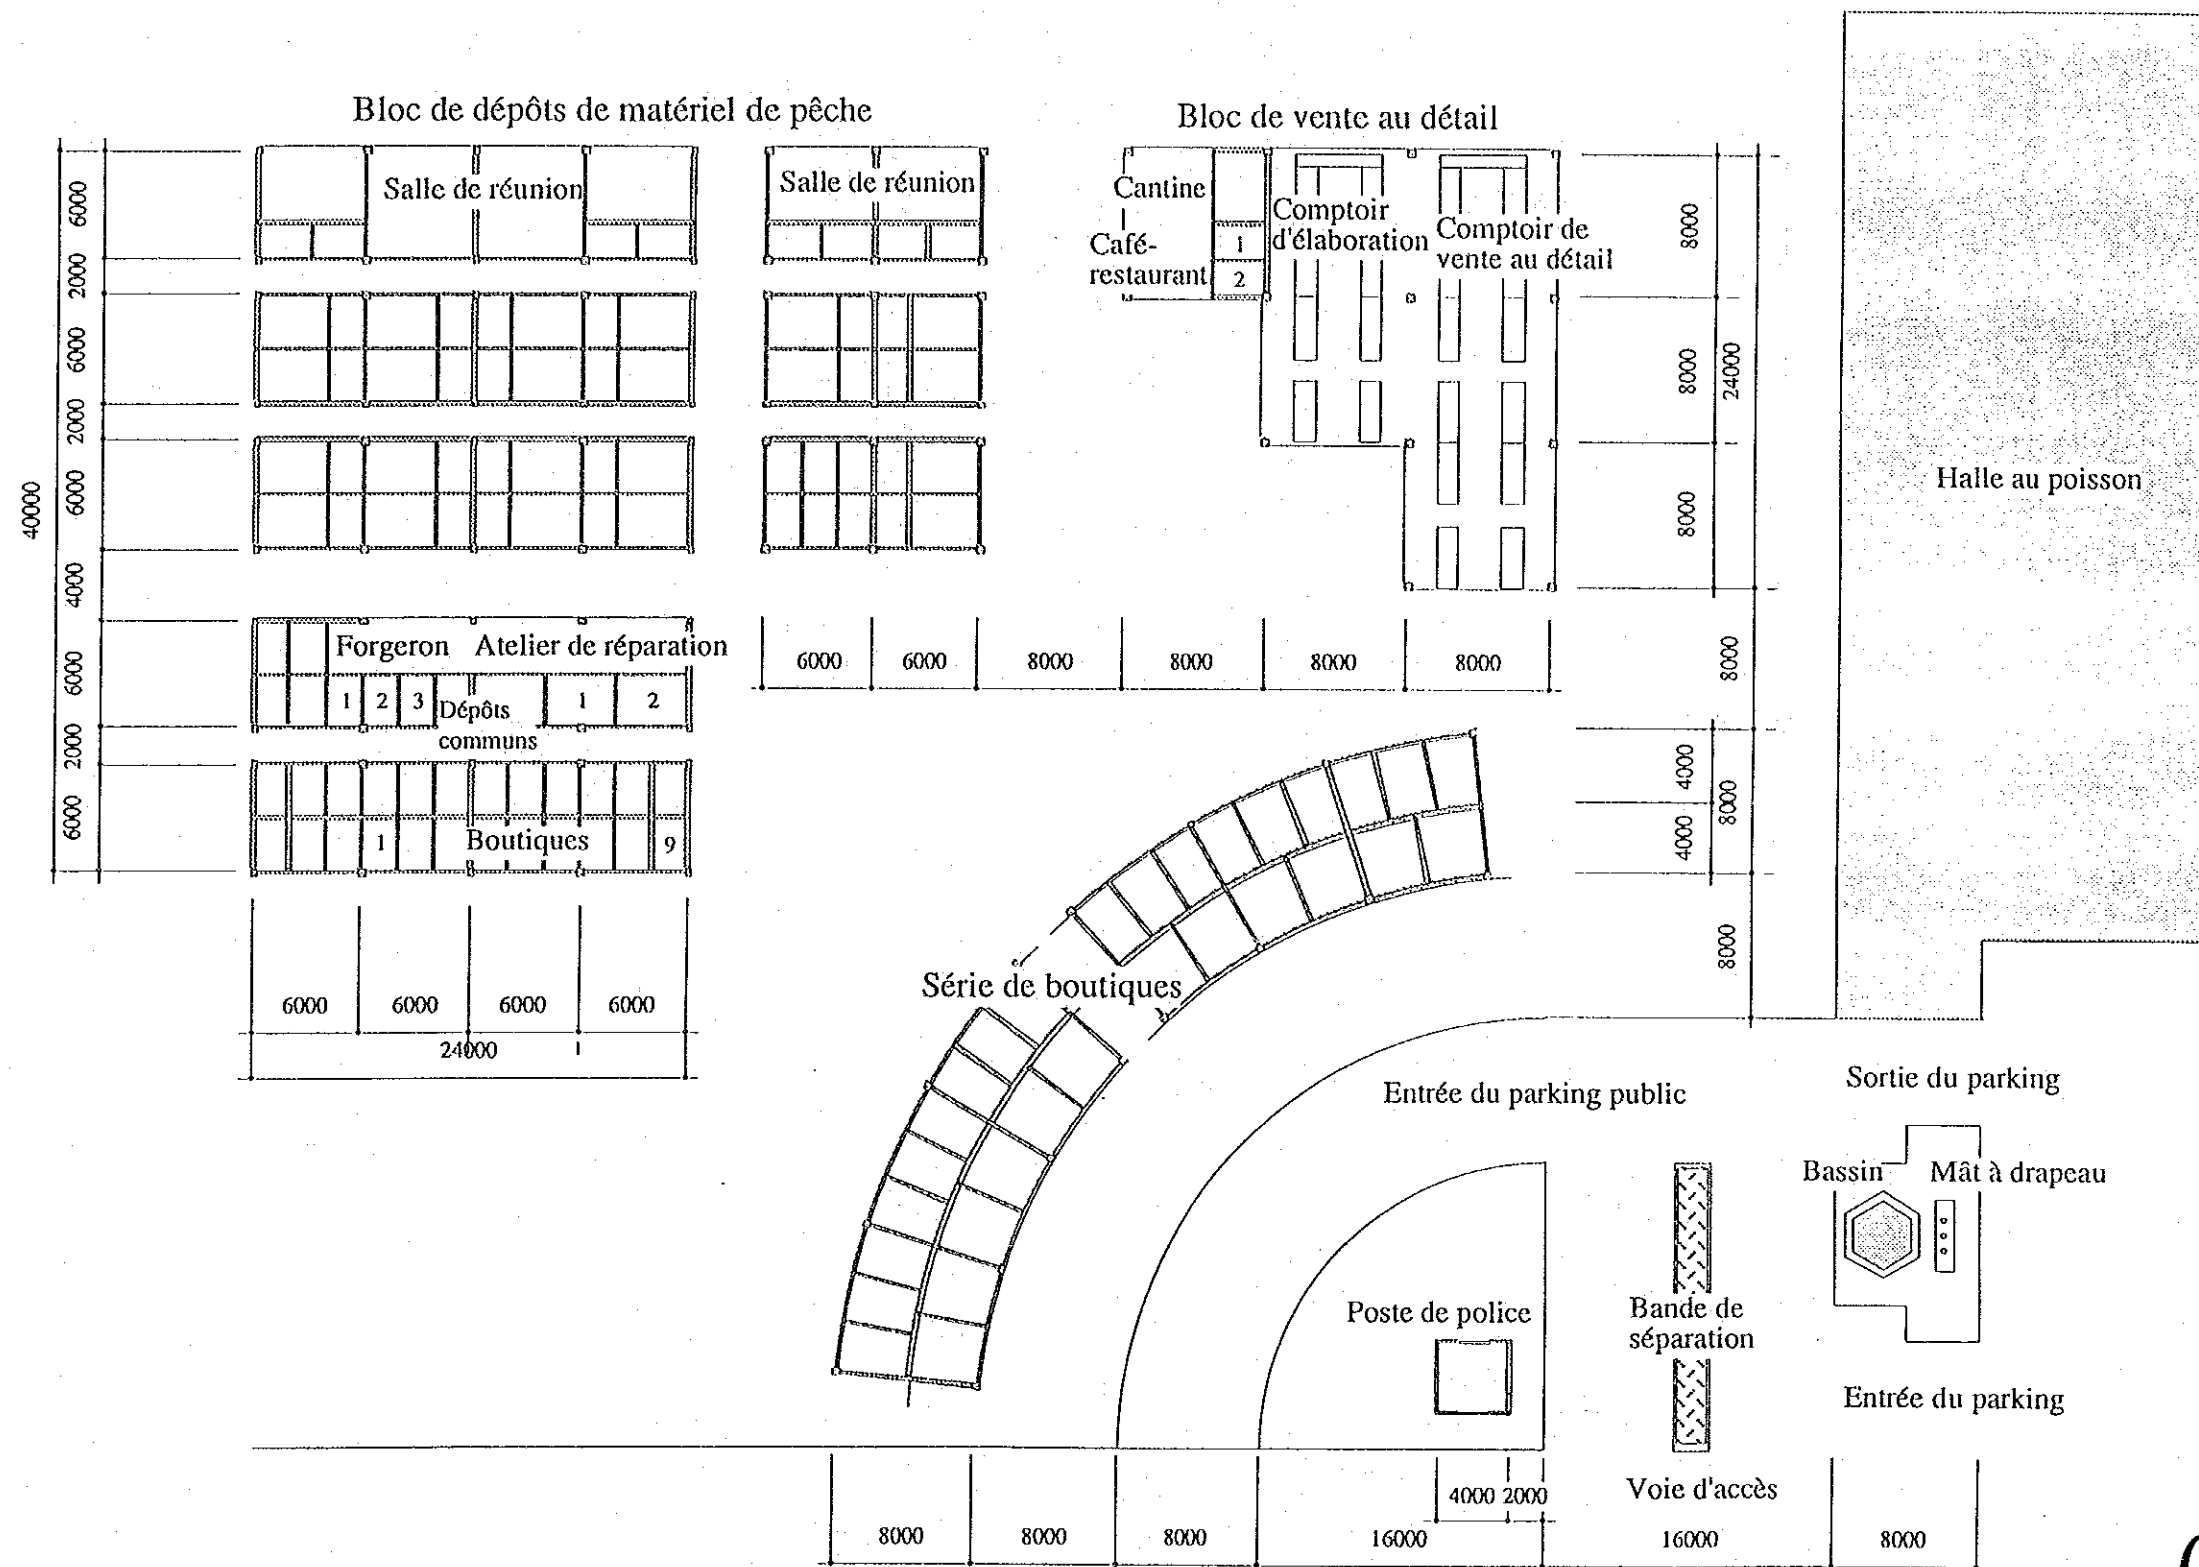 Bloc de dépôts de matériel de pêche
Bloc de vente au détail
Salle de réunion
Salle de réunion
Cantine
Café-
restaurant
1
2
Comptoir
d'élaboration
Comptoir de
vente au détail
Halle au poisson
6000
2000
6000
2000
6000
4000
6000
2000
6000
40000
8000
8000
8000
24000
8000
4000
4000
8000
8000
Forgeron
Atelier de réparation
1
2
3
Dépôts
communs
1
2
1
Boutiques
9
6000
6000
8000
8000
8000
8000
6000
6000
6000
6000
24000
Série de boutiques
Entrée du parking public
Sortie du parking
Bassin
Mât à drapeau
Poste de police
Bande de
séparation
Entrée du parking
Voie d'accès
4000
2000
8000
8000
8000
16000
16000
8000